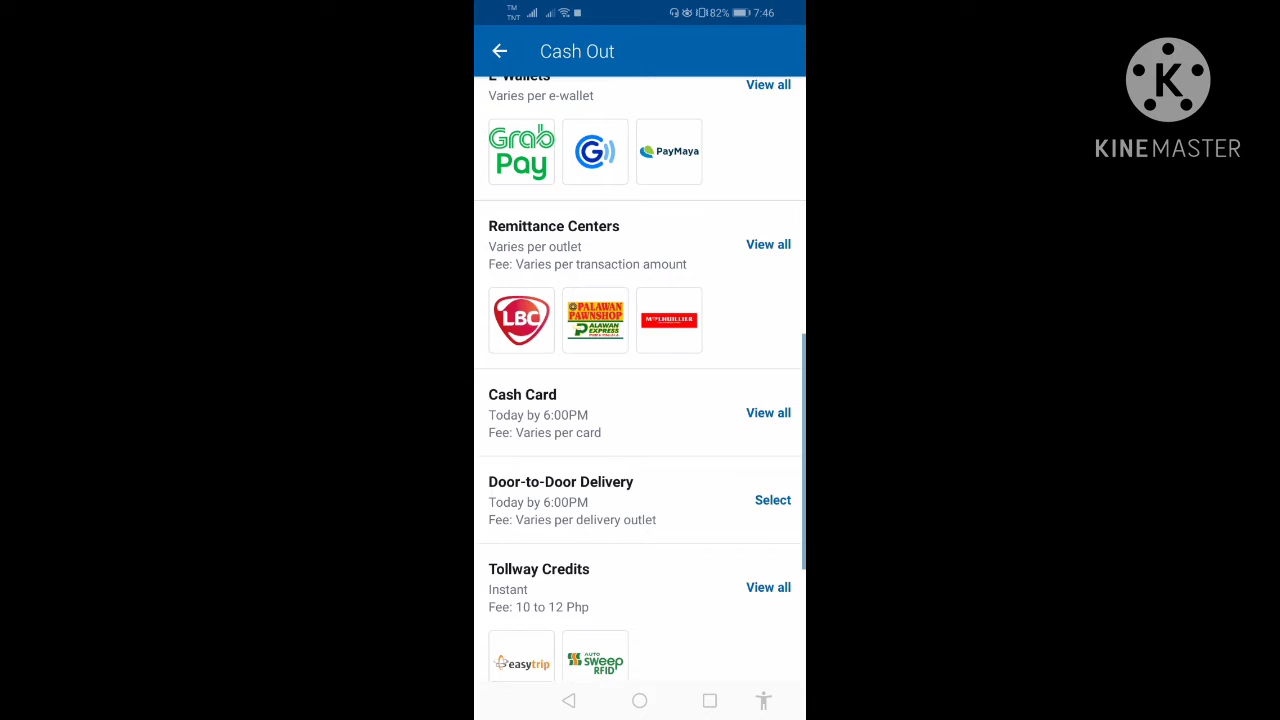 TM
TNT
82% 7:46
Cash Out
E-Wallets
View all
Varies per e-wallet
Grab
Pay
G
PayMaya
Remittance Centers
View all
Varies per outlet
Fee: Varies per transaction amount
LBC
PALAWAN
PAWNSHOP
PALAWAN
EXPRESS
MLHUILLIER
Cash Card
View all
Today by 6:00PM
Fee: Varies per card
Door-to-Door Delivery
Select
Today by 6:00PM
Fee: Varies per delivery outlet
Tollway Credits
View all
Instant
Fee: 10 to 12 Php
easytrip
AUTO
SWEEP
RFID
K
KINEMASTER